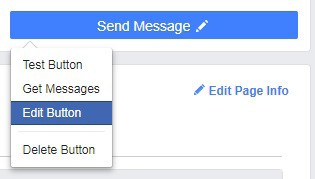 Send Message
Test Button
Get Messages
Edit Page Info
Edit Button
Delete Button